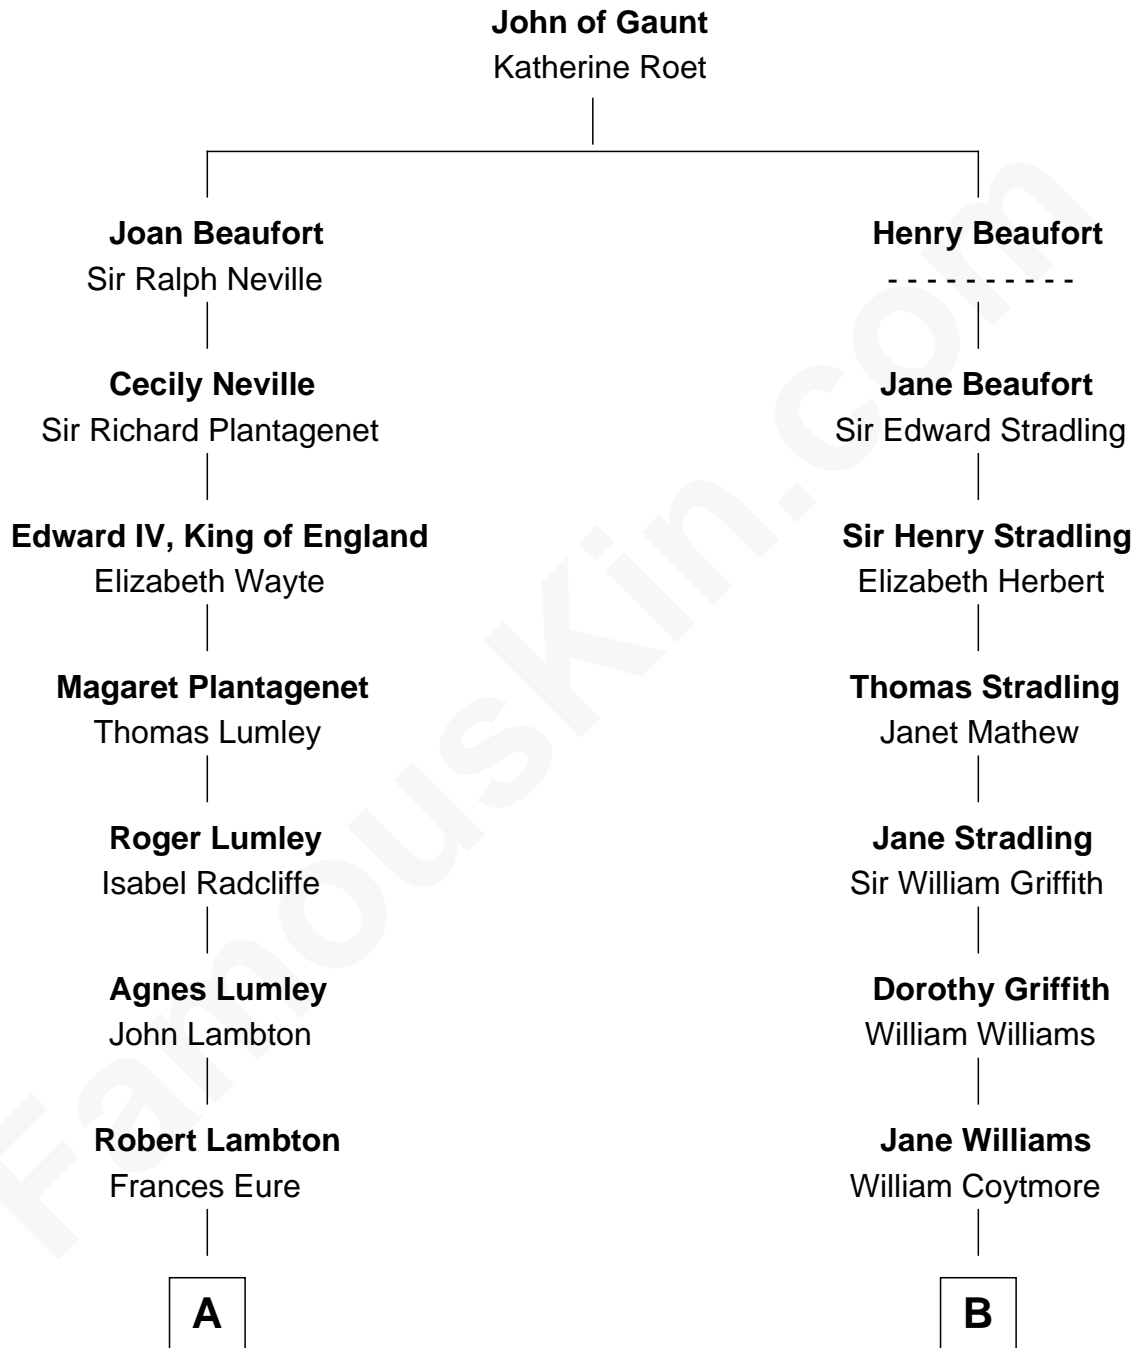 John of Gaunt
Katherine Roet
Joan Beaufort
Sir Ralph Neville
Henry Beaufort
- - - - - - - - - -
Cecily Neville
Sir Richard Plantagenet
Jane Beaufort
Sir Edward Stradling
Edward IV, King of England
Elizabeth Wayte
Sir Henry Stradling
Elizabeth Herbert
Magaret Plantagenet
Thomas Lumley
Thomas Stradling
Janet Mathew
Roger Lumley
Isabel Radcliffe
Jane Stradling
Sir William Griffith
Agnes Lumley
John Lambton
Dorothy Griffith
William Williams
Robert Lambton
Frances Eure
Jane Williams
William Coytmore
A
B
FamousKin.com